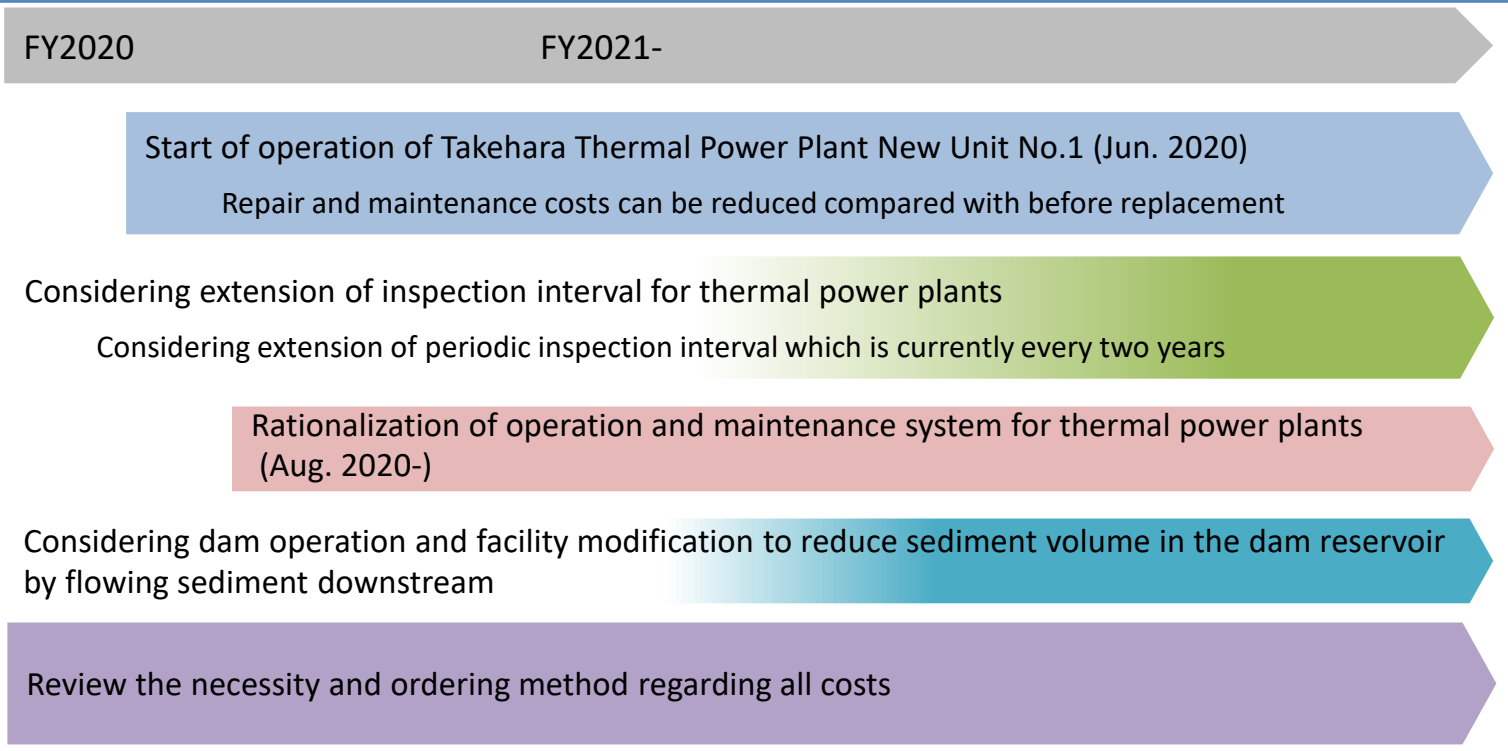 FY2020 FY2021-
Start of operation of Takehara Thermal Power Plant New Unit No.1 (Jun. 2020)
Repair and maintenance costs can be reduced compared with before replacement
Considering extension of inspection interval for thermal power plants
Considering extension of periodic inspection interval which is currently every two years
Rationalization of operation and maintenance system for thermal power plants
(Aug. 2020-)
Considering dam operation and facility modification to reduce sediment volume in the dam reservoir
by flowing sediment downstream
Review the necessity and ordering method regarding all costs